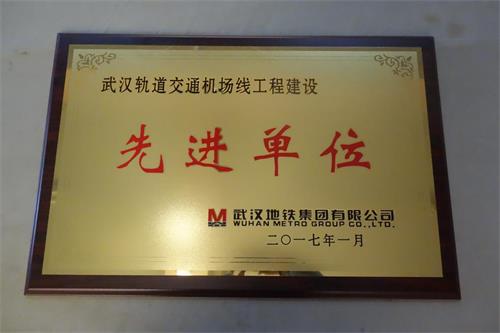 武汉轨道交通机场线工程建设
先进单位
武汉地铁集团有限公司
WUHAN METRO GROUP CO.,LTD.
二〇一七年一月